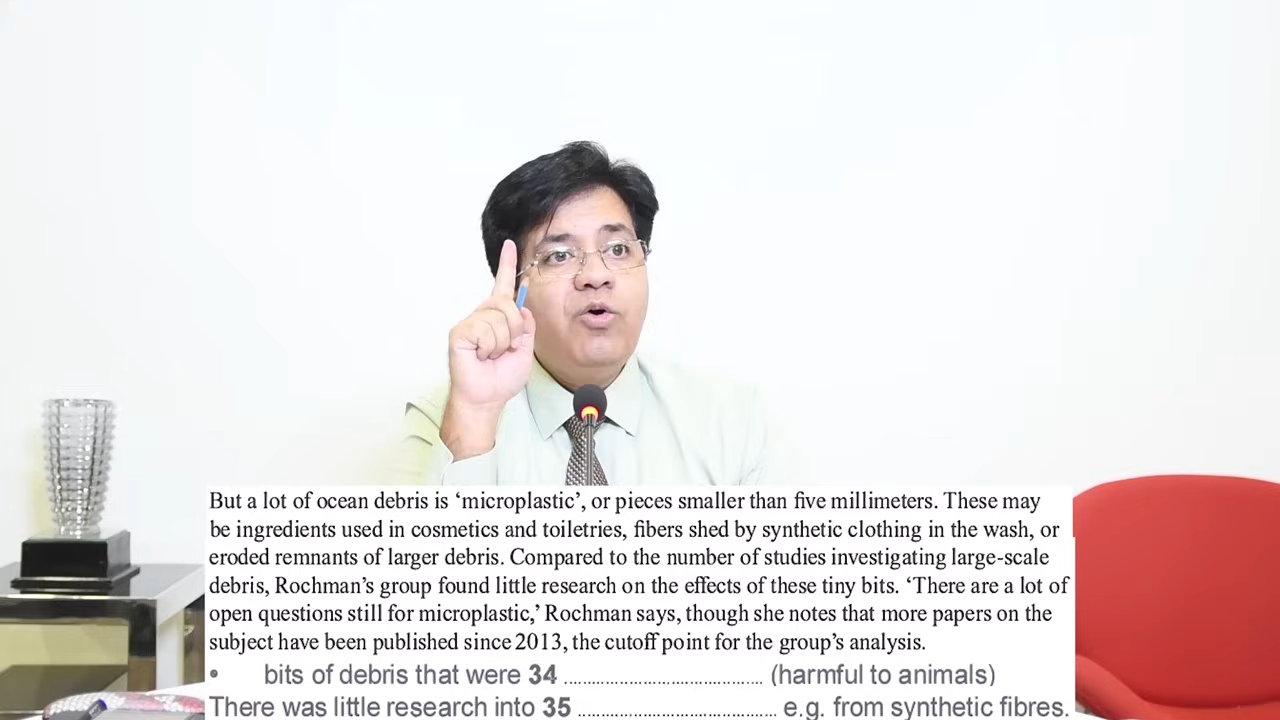 But a lot of ocean debris is ‘microplastic’, or pieces smaller than five millimeters. These may
be ingredients used in cosmetics and toiletries, fibers shed by synthetic clothing in the wash, or
eroded remnants of larger debris. Compared to the number of studies investigating large-scale
debris, Rochman’s group found little research on the effects of these tiny bits. ‘There are a lot of
open questions still for microplastic,’ Rochman says, though she notes that more papers on the
subject have been published since 2013, the cutoff point for the group’s analysis.
• bits of debris that were 34 ........................................ (harmful to animals)
There was little research into 35 ........................................ e.g. from synthetic fibres.